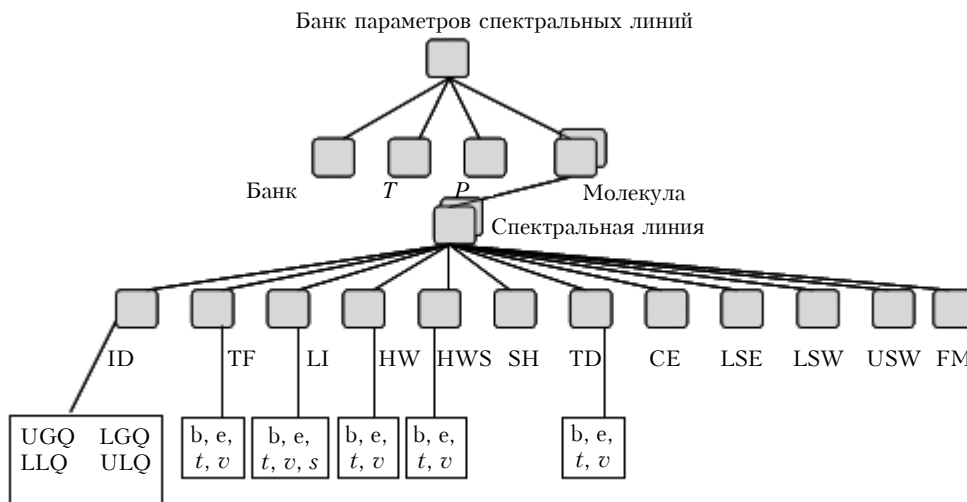 Банк параметров спектральных линий
Банк T P Молекула
Спектральная линия
ID TF LI HW HWS SH TD CE LSE LSW USW FM
UGQ LGQ b, e, b, e, b, e, b, e, b, e,
LLQ ULQ t, v t, v, s t, v t, v t, v